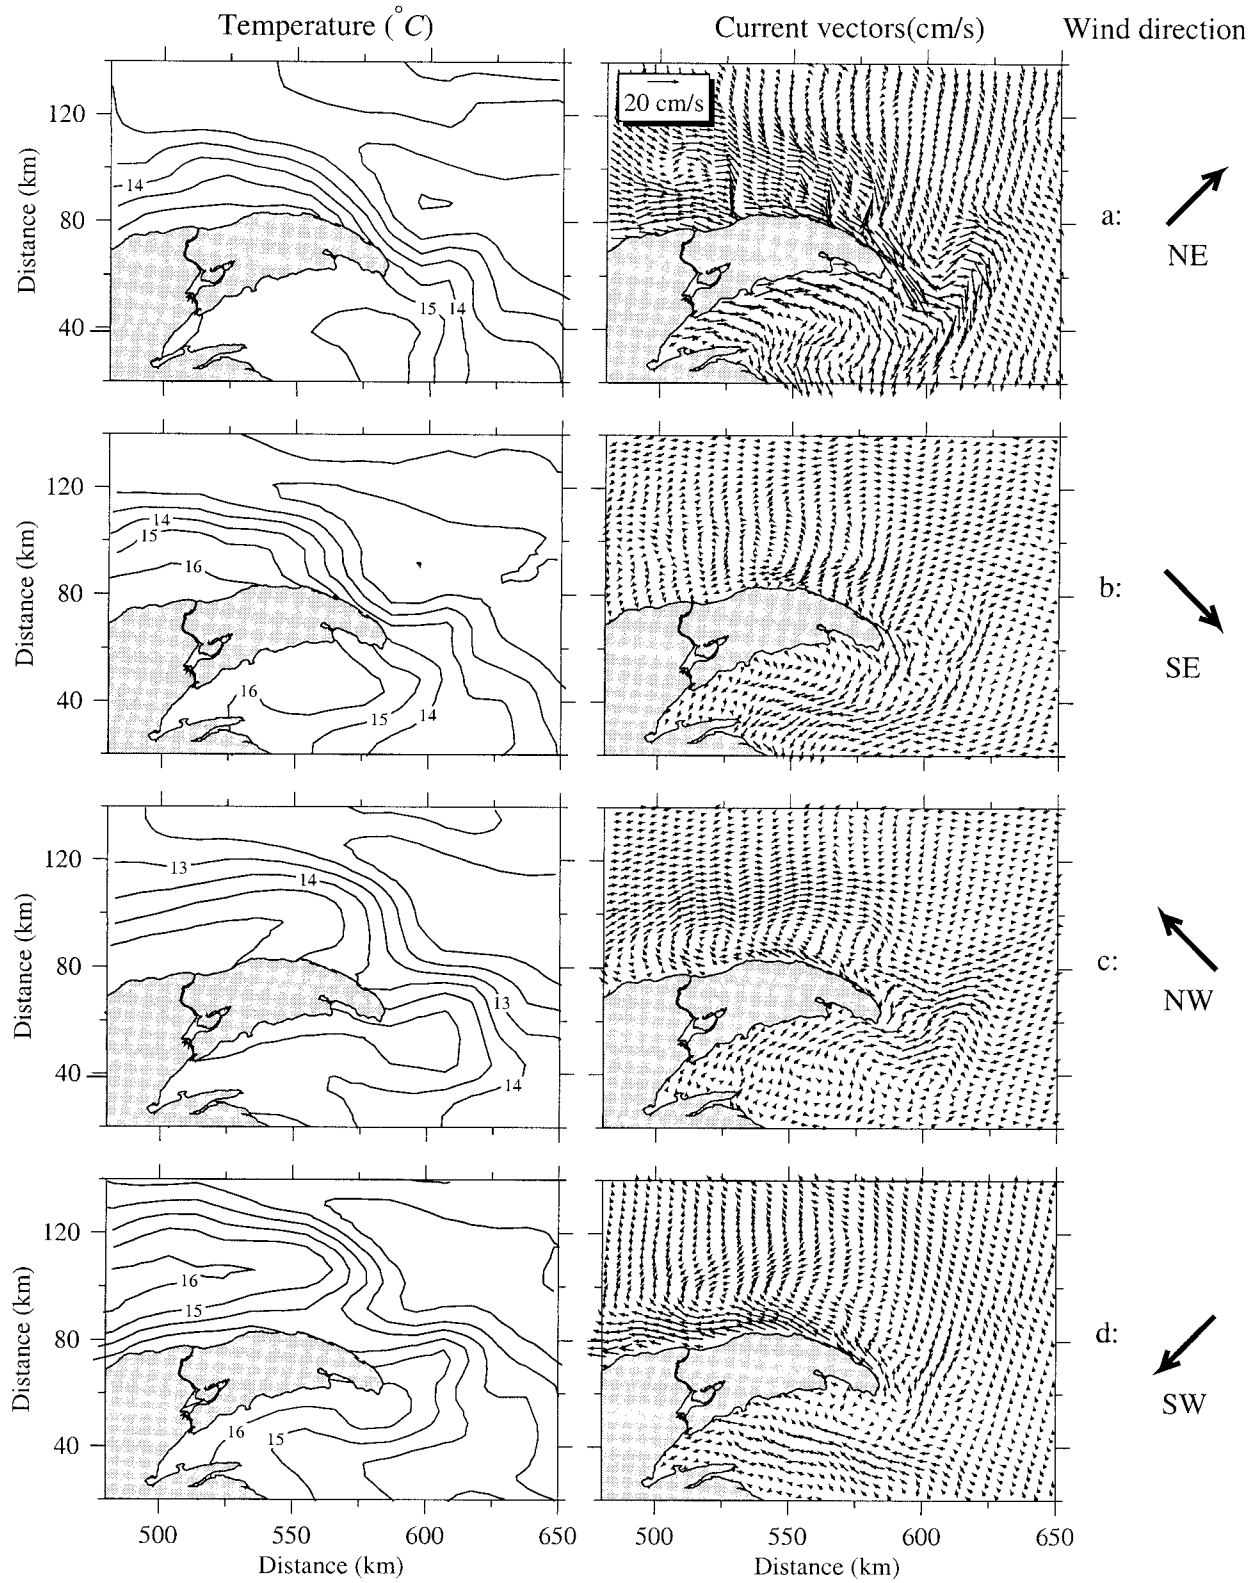 Temperature (°C) Current vectors(cm/s) Wind direction
20 cm/s
120
80
40
Distance (km)
14
15 14
a:
NE
120
80
40
Distance (km)
14
15
16
16
15 14
b:
SE
120
80
40
Distance (km)
13
14
13
14
c:
NW
120
80
40
Distance (km)
16
15
16 15
d:
SW
500 550 600 650 500 550 600 650
Distance (km) Distance (km)